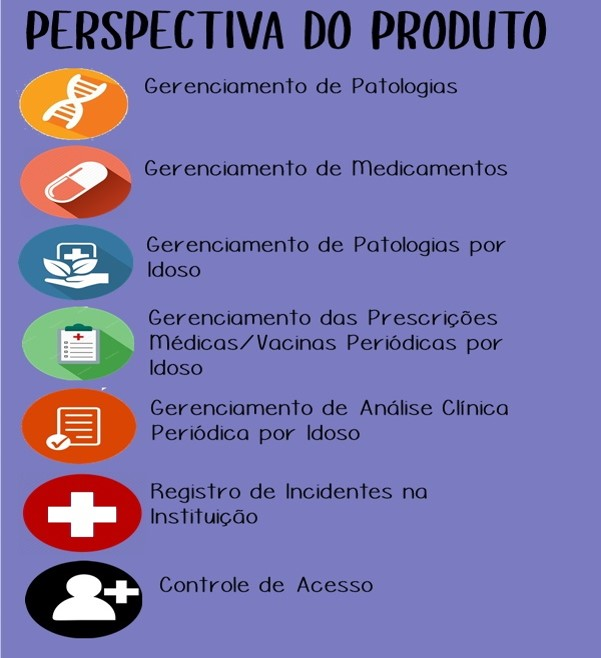 PERSPECTIVA DO PRODUTO
Gerenciamento de Patologias
Gerenciamento de Medicamentos
Gerenciamento de Patologias por
Idoso
Gerenciamento das Prescrições
Médicas/Vacinas Periódicas por
Idoso
Gerenciamento de Análise Clínica
Periódica por Idoso
Registro de Incidentes na
Instituição
Controle de Acesso